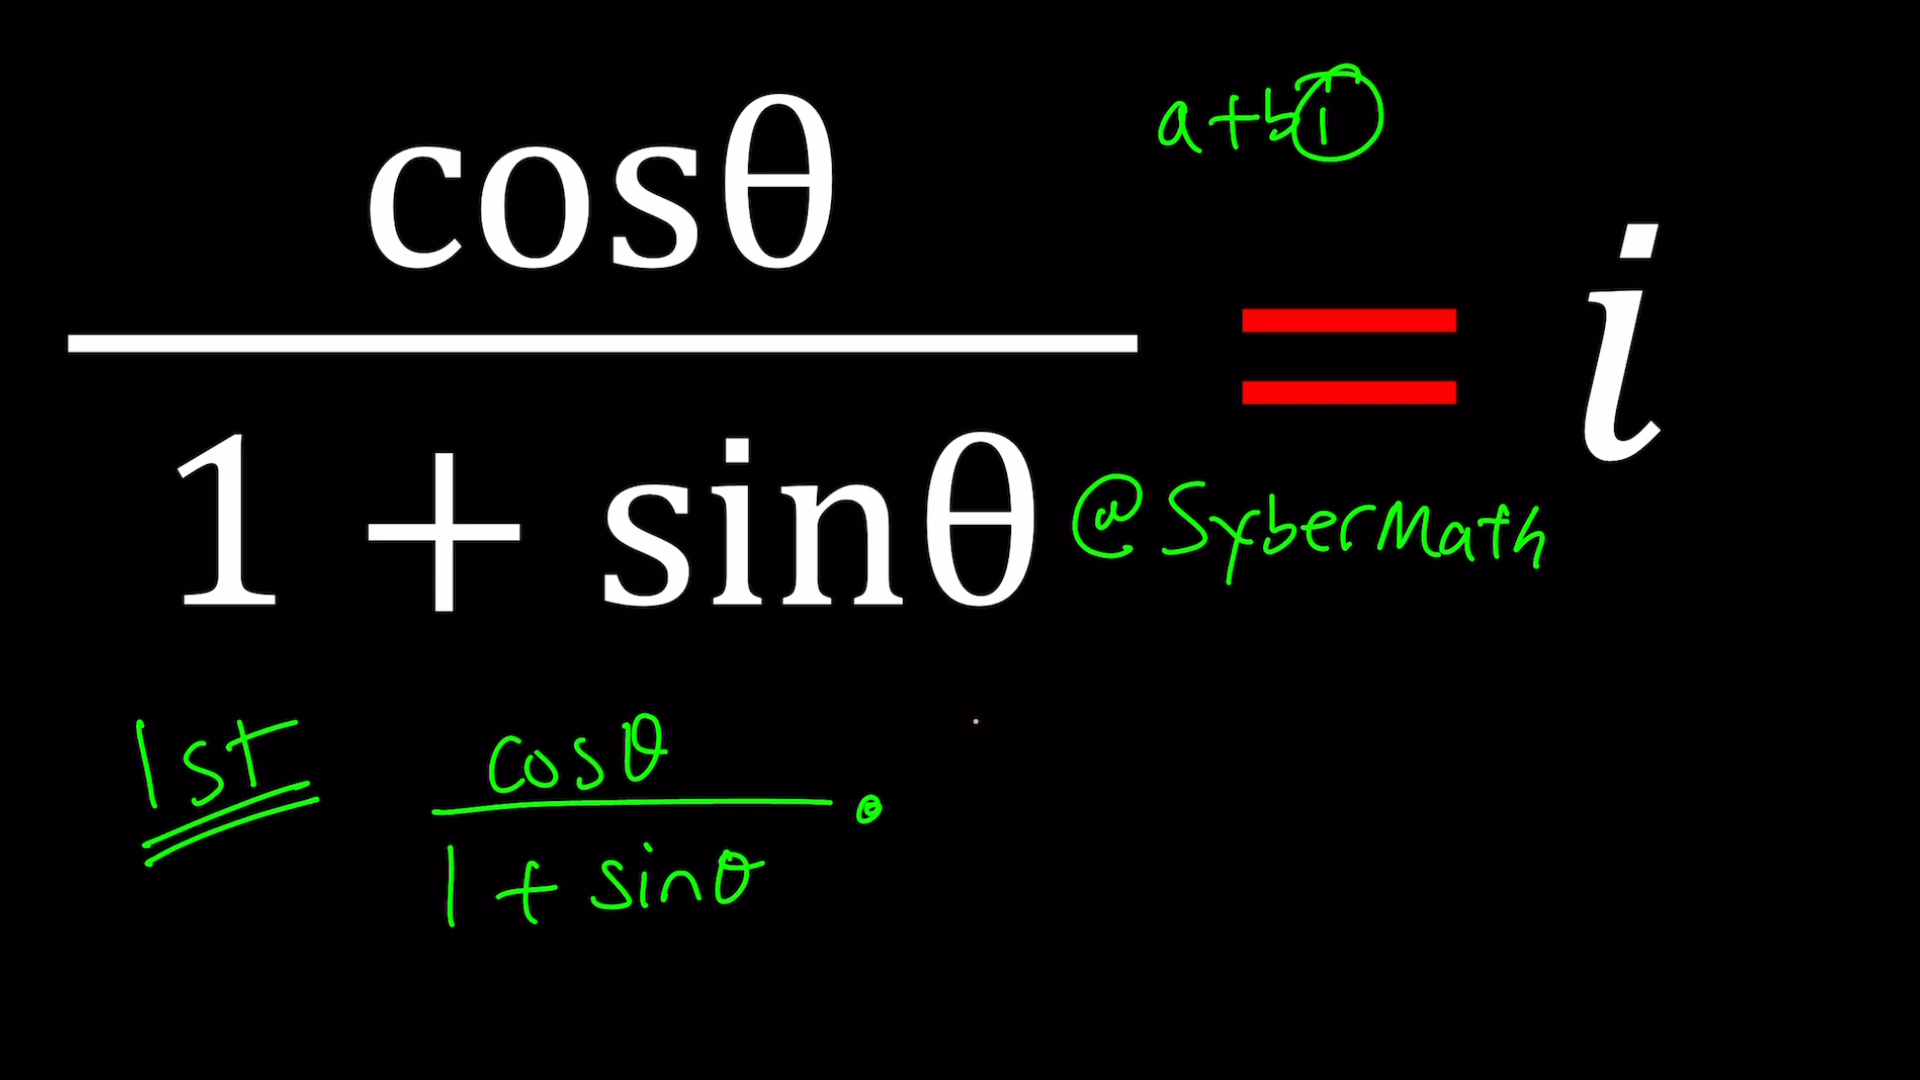 cosθ
a+bi
1 + sinθ
= i
@SyberMath
1st
cosθ
1 + sinθ